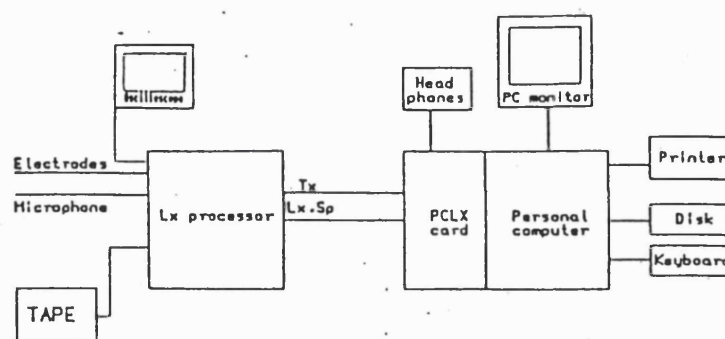 Head
phones
PC monitor
Electrodes
Microphone
Lx processor
Tx
Lx.Sp
PCLX
card
Personal
computer
Printer
Disk
Keyboard
TAPE